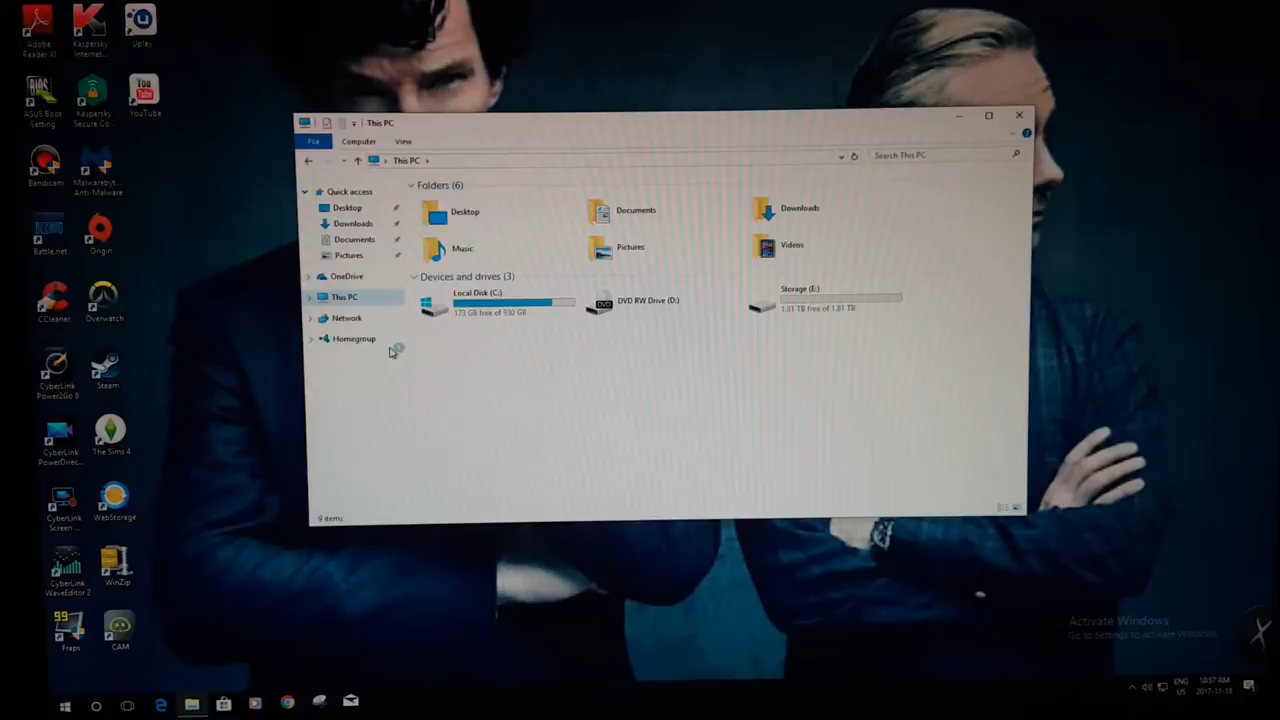 Adobe
Reader XI
Kaspersky
Internet...
Uplay
ASUS Boot
Setting
Kaspersky
Secure Co...
You
Tube
YouTube
Bandicam
Malwarebyt...
Anti-Malware
Battle.net
Origin
CCleaner
Overwatch
CyberLink
Power2Go 8
Steam
CyberLink
PowerDirec...
The Sims 4
CyberLink
Screen ...
WebStorage
CyberLink
WaveEditor 2
WinZip
99
Fraps
CAM
This PC
File
Computer
View
This PC
Search This PC
Quick access
Desktop
Downloads
Documents
Pictures
OneDrive
This PC
Network
Homegroup
Folders (6)
Desktop
Documents
Downloads
Music
Pictures
Videos
Devices and drives (3)
Local Disk (C:)
173 GB free of 930 GB
DVD
DVD RW Drive (D:)
Storage (E:)
1.81 TB free of 1.81 TB
9 items
Activate Windows
Go to Settings to activate Windows.
ENG
US
10:57 AM
2017-11-18